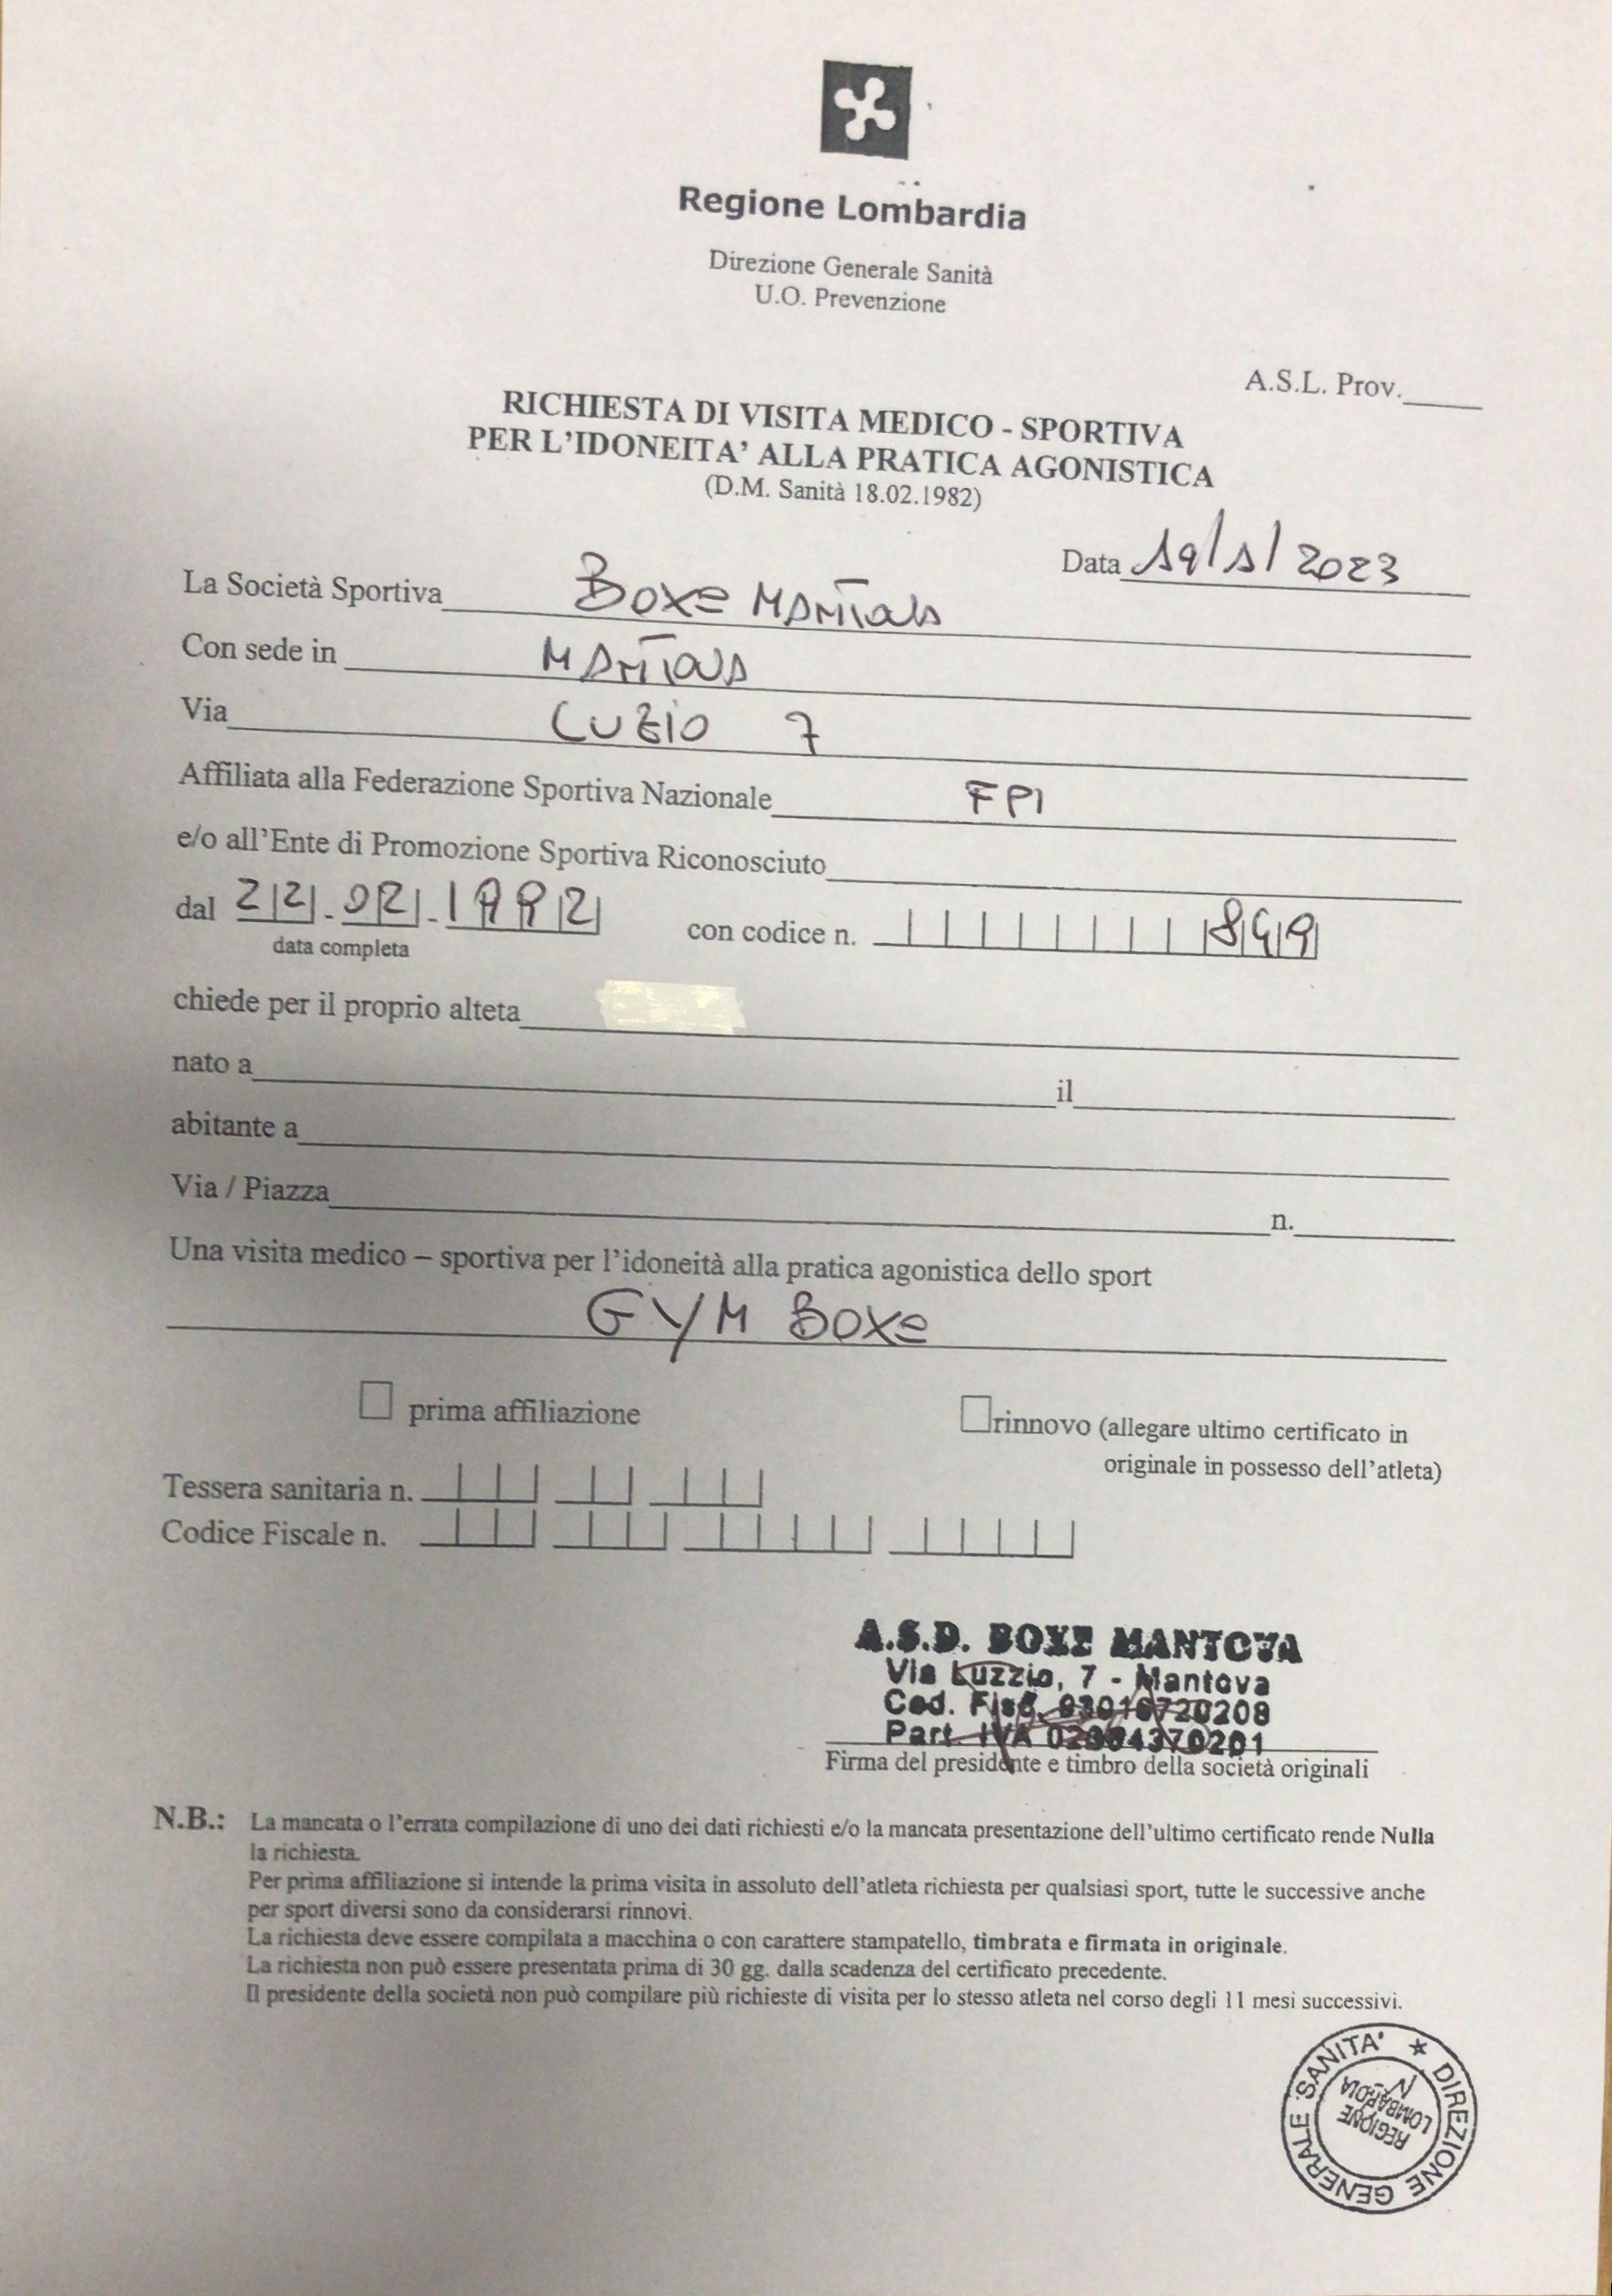 Regione Lombardia
Direzione Generale Sanità
U.O. Prevenzione
A.S.L. Prov.
RICHIESTA DI VISITA MEDICO - SPORTIVA
PER L'IDONEITA' ALLA PRATICA AGONISTICA
(D.M. Sanità 18.02.1982)
Data 19/1/2023
La Società Sportiva BOXE MANTOVA
Con sede in MANTOVA
Via LUZIO 7
Affiliata alla Federazione Sportiva Nazionale FPI
e/o all'Ente di Promozione Sportiva Riconosciuto
dal 22.02.1992 con codice n. 849
data completa
chiede per il proprio alteta
nato a il
abitante a
Via / Piazza n.
Una visita medico – sportiva per l'idoneità alla pratica agonistica dello sport
GYM BOXE
prima affiliazione rinnovo (allegare ultimo certificato in
originale in possesso dell'atleta)
Tessera sanitaria n.
Codice Fiscale n.
A.S.D. BOXE MANTOVA
Via Luzzio, 7 - Mantova
Cod. Fisc.
Part. IVA
Firma del presidente e timbro della società originali
N.B.: La mancata o l'errata compilazione di uno dei dati richiesti e/o la mancata presentazione dell'ultimo certificato rende Nulla
la richiesta.
Per prima affiliazione si intende la prima visita in assoluto dell'atleta richiesta per qualsiasi sport, tutte le successive anche
per sport diversi sono da considerarsi rinnovi.
La richiesta deve essere compilata a macchina o con carattere stampatello, timbrata e firmata in originale.
La richiesta non può essere presentata prima di 30 gg. dalla scadenza del certificato precedente.
Il presidente della società non può compilare più richieste di visita per lo stesso atleta nel corso degli 11 mesi successivi.
DIREZIONE GENERALE SANITA' *
REGIONE
LOMBARDIA